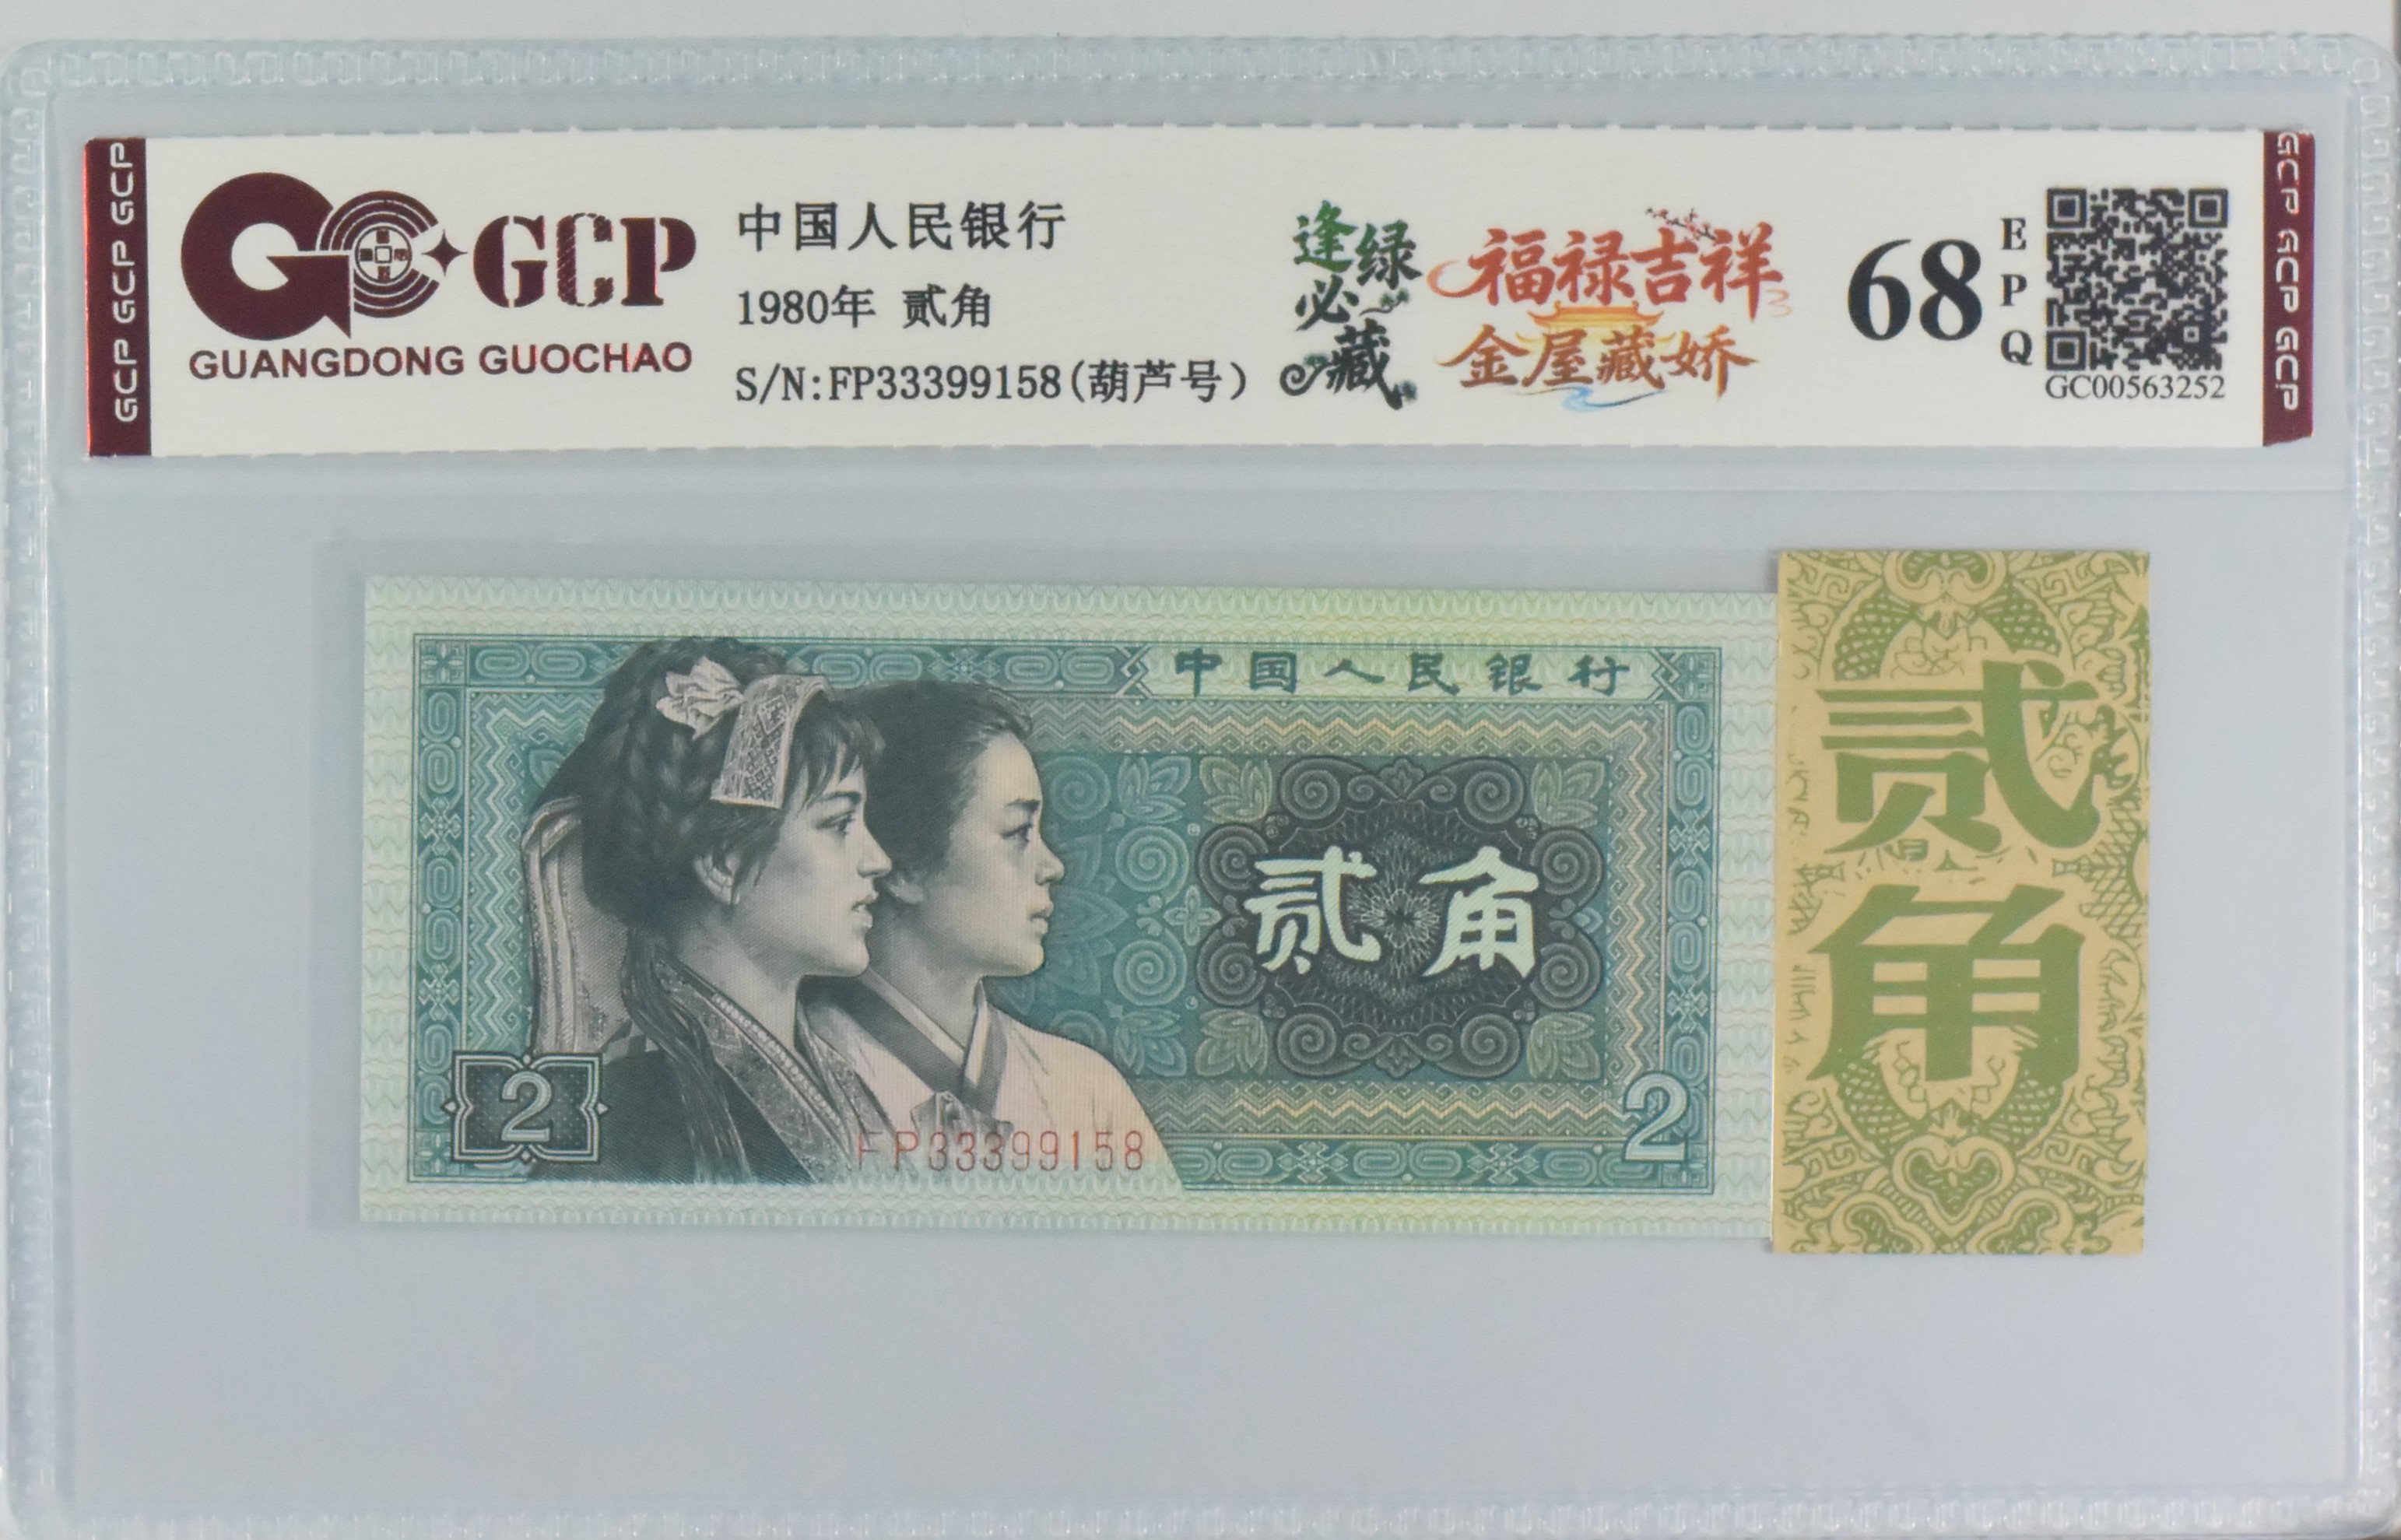 GCP GCP GCP
GCP
GUANGDONG GUOCHAO
中国人民银行
1980年 贰角
S/N:FP33399158(葫芦号)
逢绿
必藏
福禄吉祥
金屋藏娇
68
EPQ
GC00563252
GCP GCP GCP
中国人民银行
贰角
2
FP33399158
2
贰角